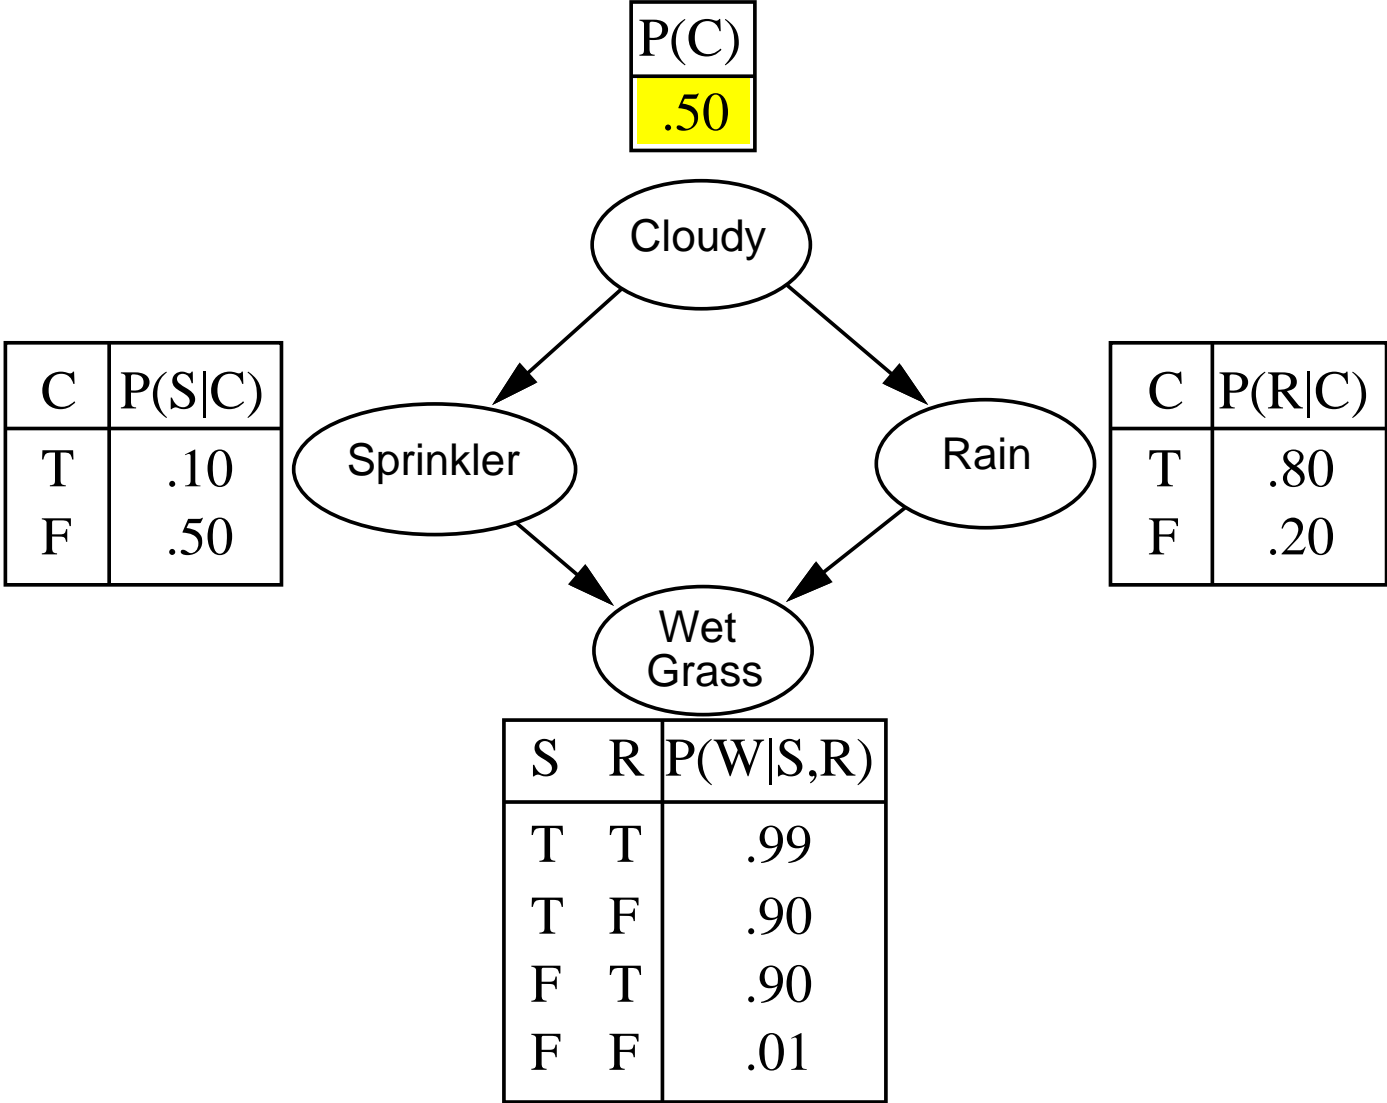 P(C)
.50
Cloudy
C P(S|C)
T .10
F .50
Sprinkler
Rain
C P(R|C)
T .80
F .20
Wet
Grass
S R P(W|S,R)
T T .99
T F .90
F T .90
F F .01